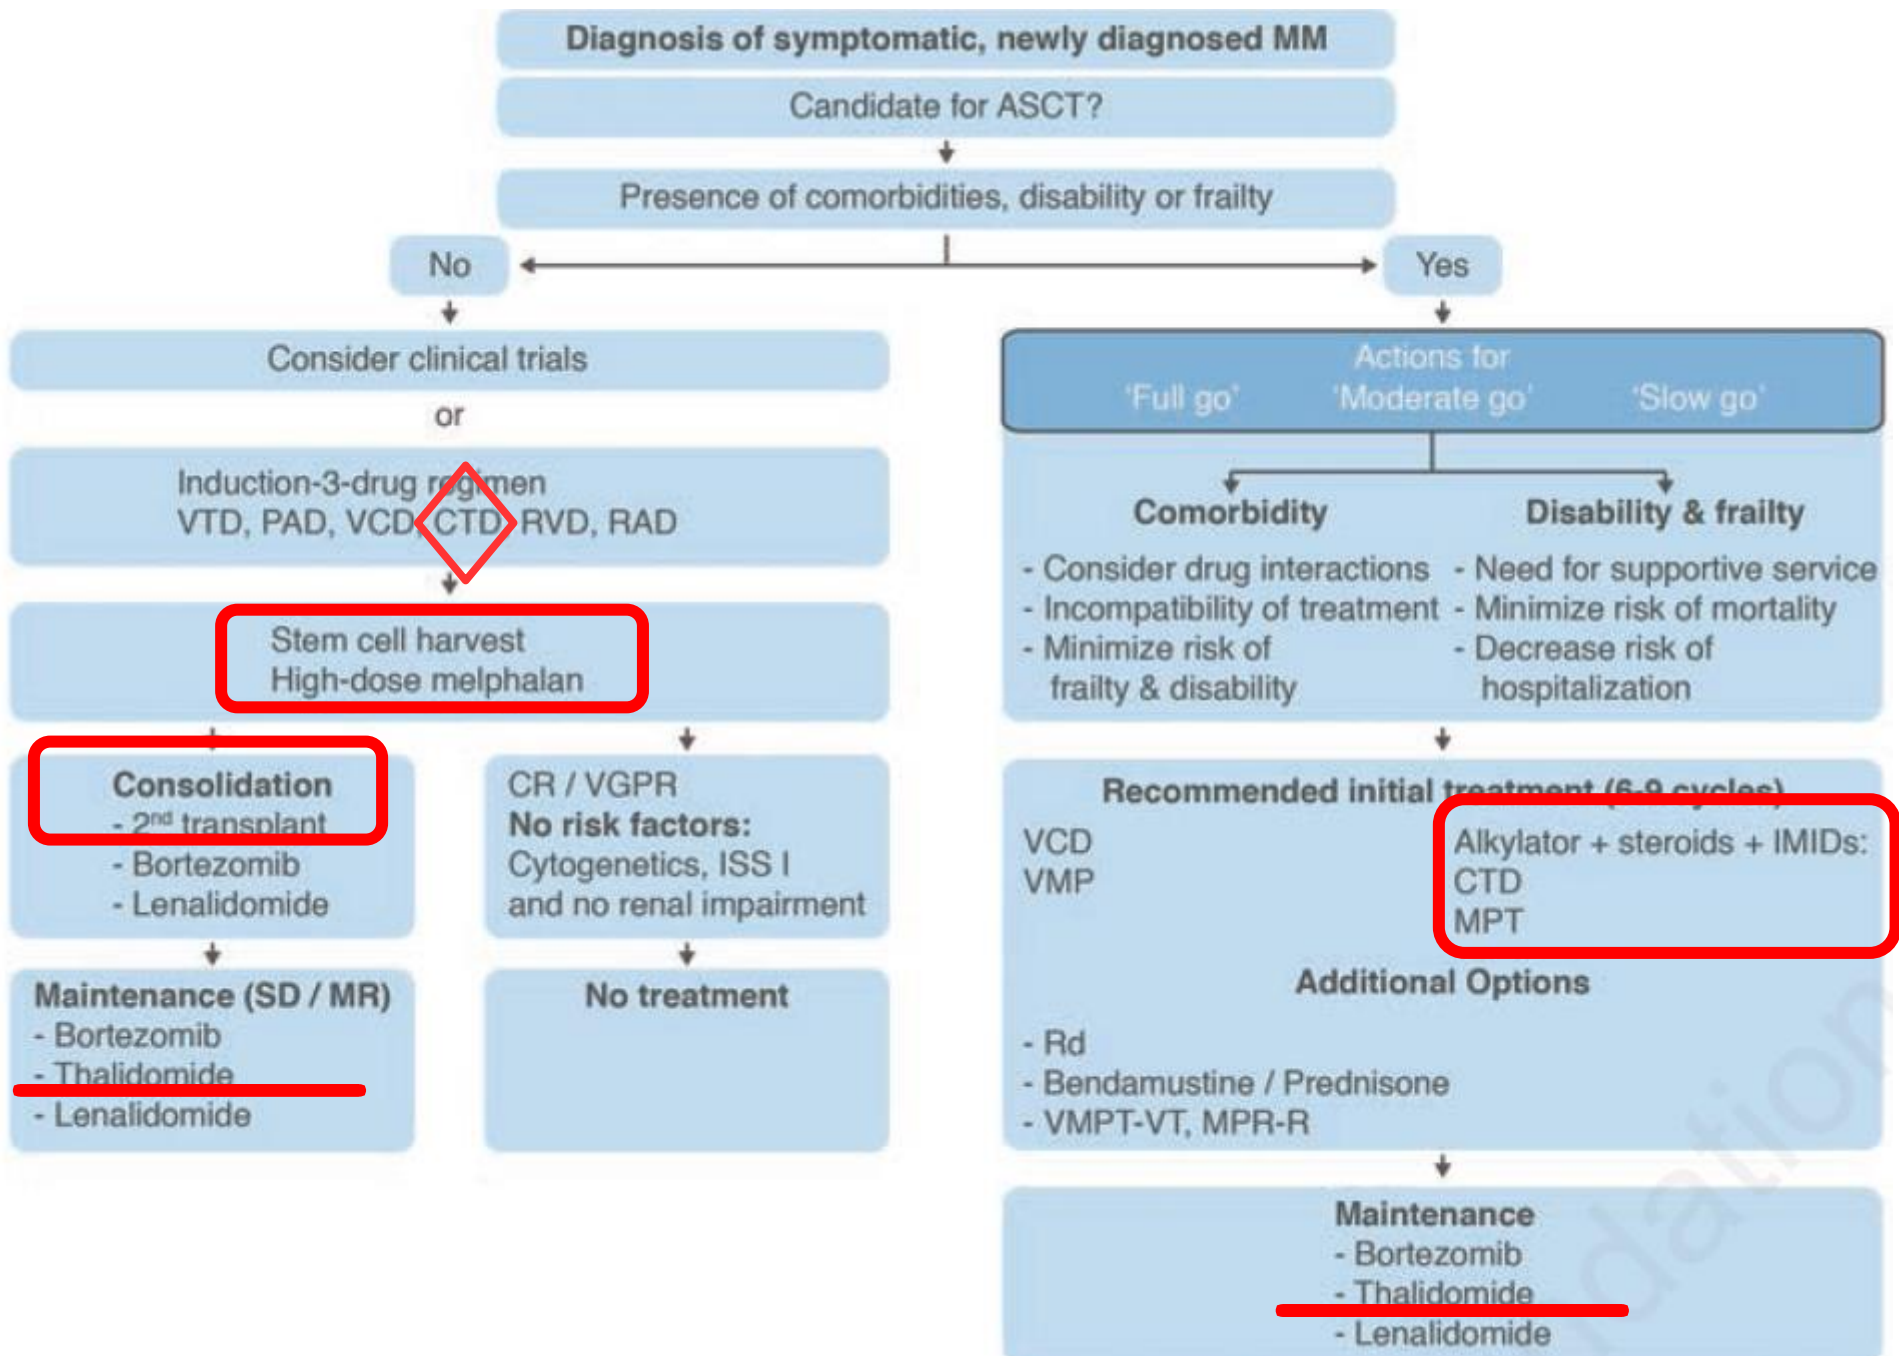 Diagnosis of symptomatic, newly diagnosed MM
Candidate for ASCT?
Presence of comorbidities, disability or frailty
No
Yes
Consider clinical trials
or
Induction-3-drug regimen
VTD, PAD, VCD, CTD, RVD, RAD
Stem cell harvest
High-dose melphalan
Consolidation
- 2nd transplant
- Bortezomib
- Lenalidomide
CR / VGPR
No risk factors:
Cytogenetics, ISS I
and no renal impairment
Maintenance (SD / MR)
- Bortezomib
- Thalidomide
- Lenalidomide
No treatment
Actions for
'Full go' 'Moderate go' 'Slow go'
Comorbidity
- Consider drug interactions
- Incompatibility of treatment
- Minimize risk of
frailty & disability
Disability & frailty
- Need for supportive service
- Minimize risk of mortality
- Decrease risk of
hospitalization
Recommended initial treatment (6-9 cycles)
VCD
VMP
Alkylator + steroids + IMIDs:
CTD
MPT
Additional Options
- Rd
- Bendamustine / Prednisone
- VMPT-VT, MPR-R
Maintenance
- Bortezomib
- Thalidomide
- Lenalidomide